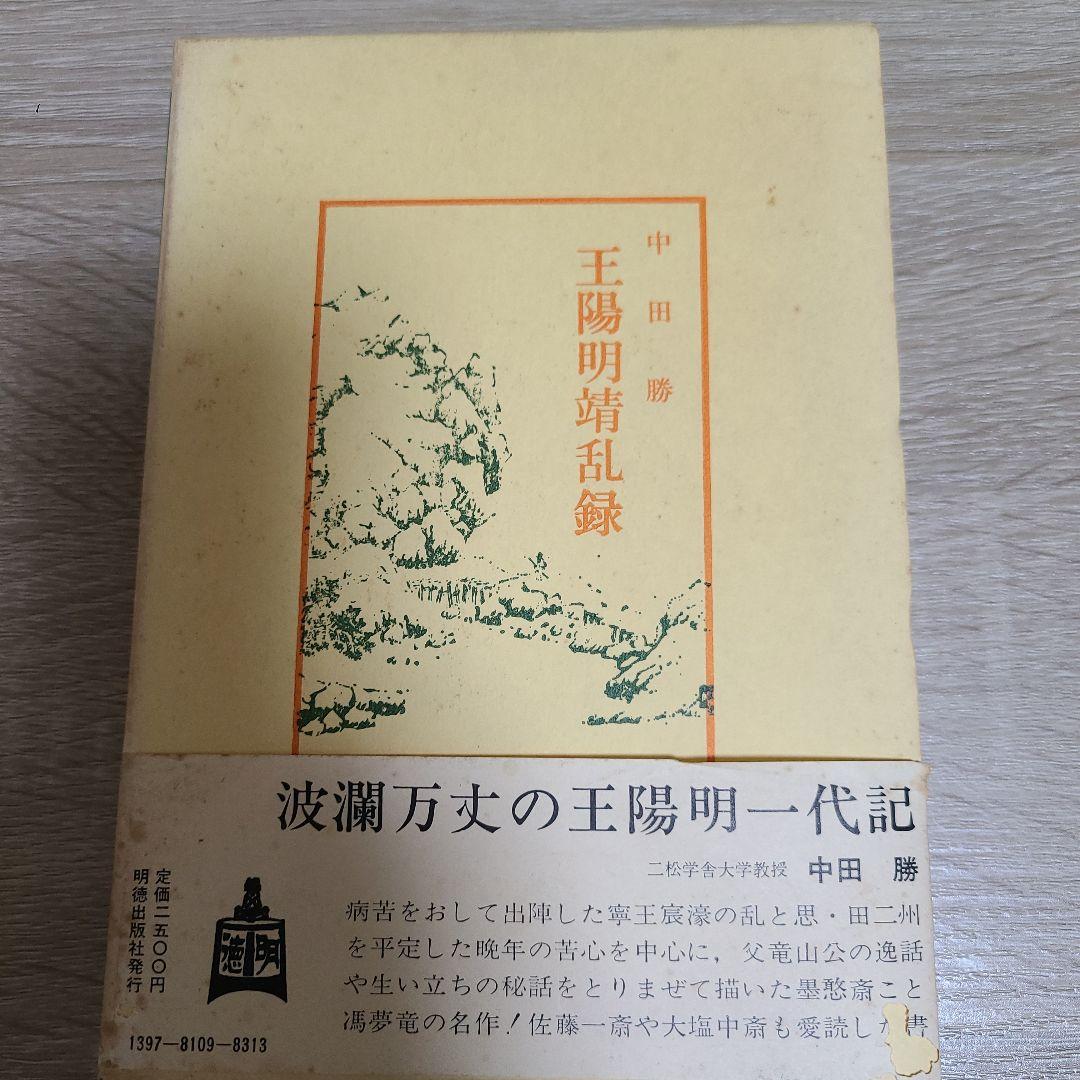 中田勝
王陽明靖乱録
波瀾万丈の王陽明一代記
二松学舎大学教授 中田 勝
病苦をおして出陣した寧王宸濠の乱と思・田二州
を平定した晩年の苦心を中心に，父竜山公の逸話
や生い立ちの秘話をとりまぜて描いた墨憨斎こと
馮夢竜の名作！佐藤一斎や大塩中斎も愛読した書
定価二五〇〇円
明徳出版社発行
明徳
1397—8109—8313